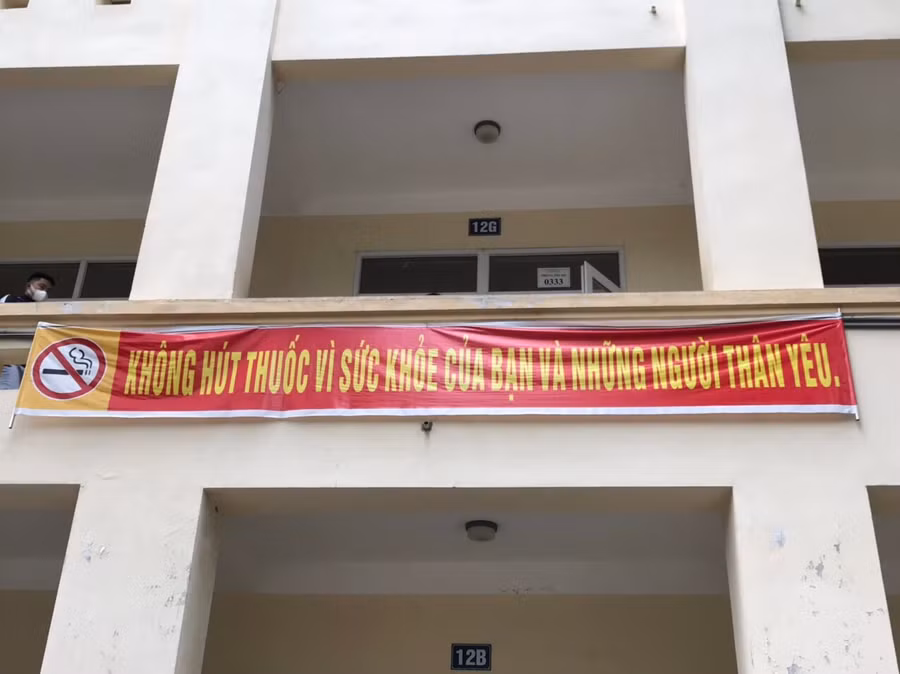 12G
0333
KHÔNG HÚT THUỐC VÌ SỨC KHỎE CỦA BẠN VÀ NHỮNG NGƯỜI THÂN YÊU.
12B